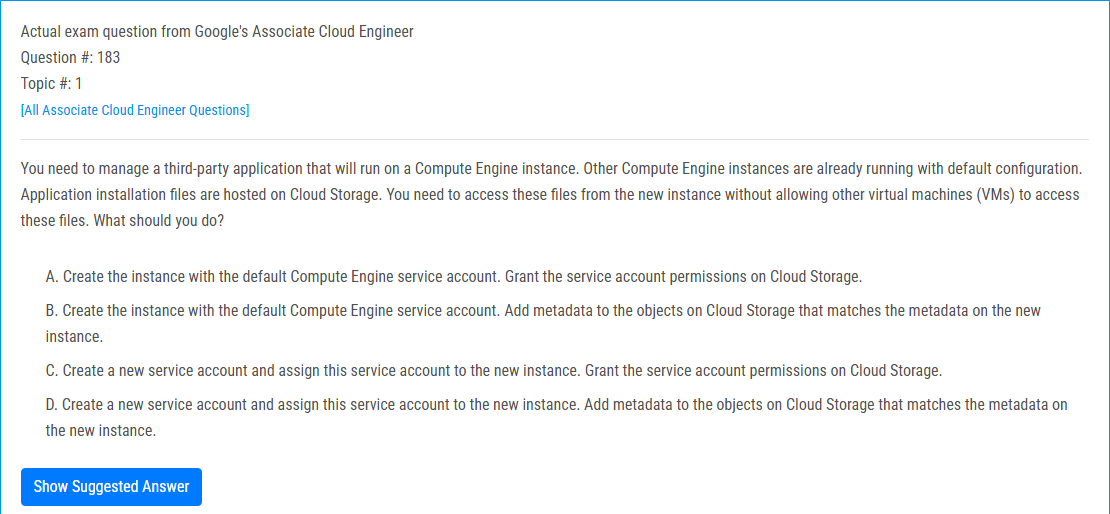 Actual exam question from Google's Associate Cloud Engineer
Question #: 183
Topic #: 1
[All Associate Cloud Engineer Questions]
You need to manage a third-party application that will run on a Compute Engine instance. Other Compute Engine instances are already running with default configuration.
Application installation files are hosted on Cloud Storage. You need to access these files from the new instance without allowing other virtual machines (VMs) to access
these files. What should you do?
A. Create the instance with the default Compute Engine service account. Grant the service account permissions on Cloud Storage.
B. Create the instance with the default Compute Engine service account. Add metadata to the objects on Cloud Storage that matches the metadata on the new
instance.
C. Create a new service account and assign this service account to the new instance. Grant the service account permissions on Cloud Storage.
D. Create a new service account and assign this service account to the new instance. Add metadata to the objects on Cloud Storage that matches the metadata on
the new instance.
Show Suggested Answer